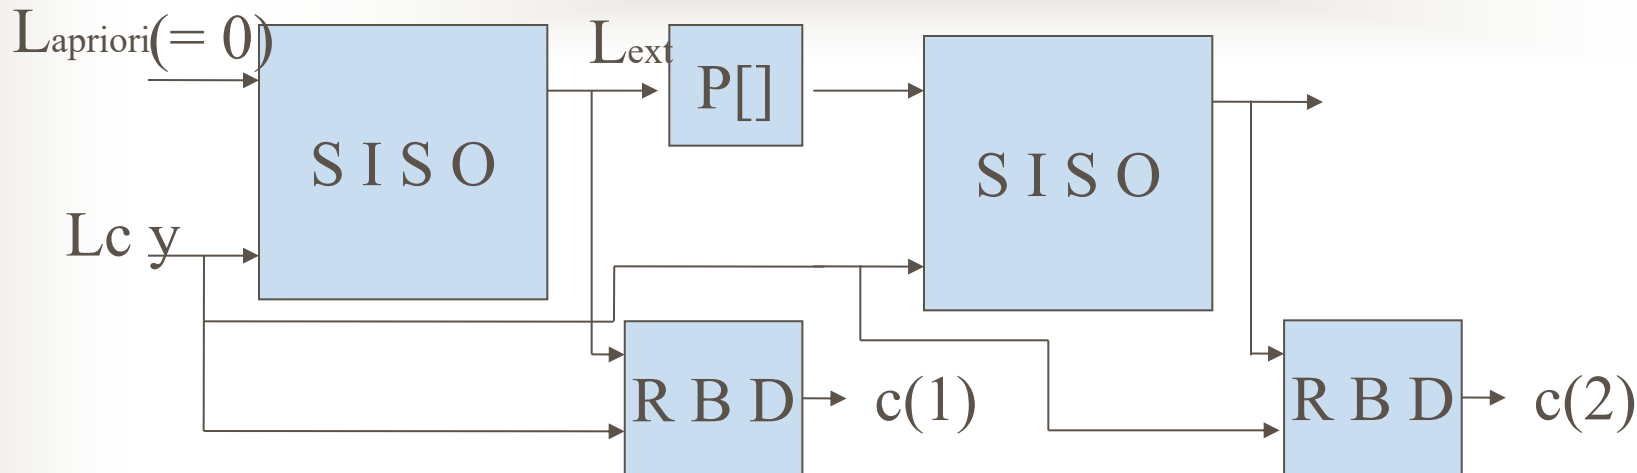 Lapriori(= 0)
Lext
P[]
S I S O
S I S O
Lc y
R B D
c(1)
R B D
c(2)